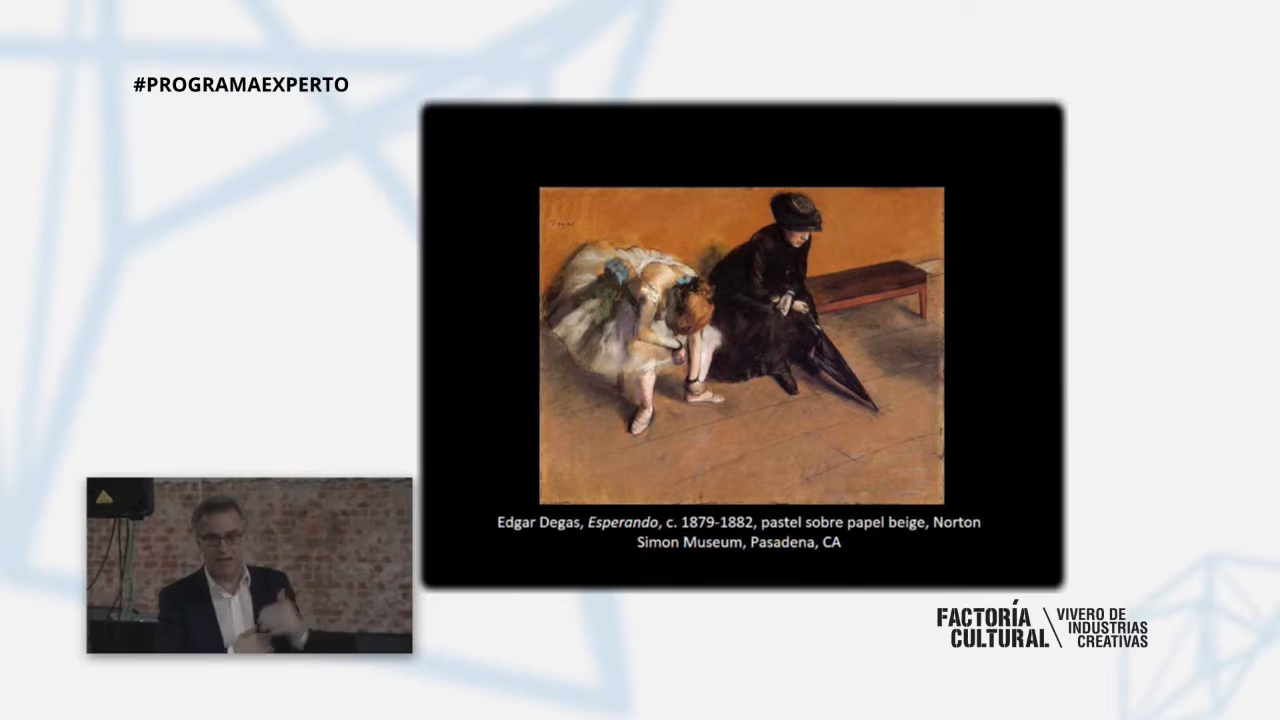 #PROGRAMAEXPERTO
Degas
Edgar Degas, Esperando, c. 1879-1882, pastel sobre papel beige, Norton
Simon Museum, Pasadena, CA
FACTORÍA
CULTURAL
VIVERO DE
INDUSTRIAS
CREATIVAS